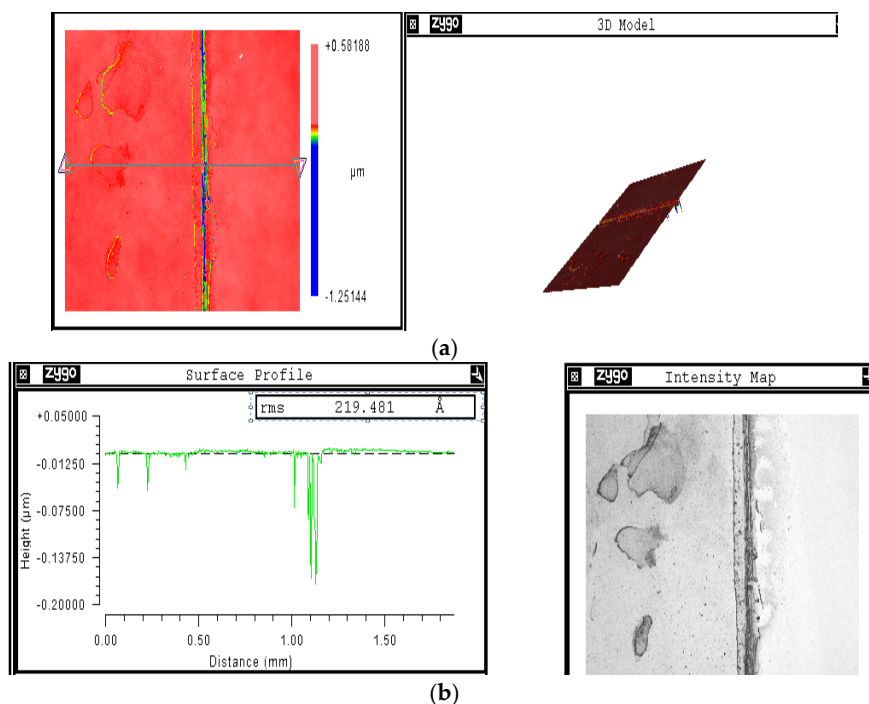 zygo
3D Model
+0.58188
µm
-1.25144
(a)
zygo
Surface Profile
rms 219.481 Å
+0.05000
-0.01250
-0.07500
-0.13750
-0.20000
Height (µm)
0.00 0.50 1.00 1.50
Distance (mm)
zygo
Intensity Map
(b)